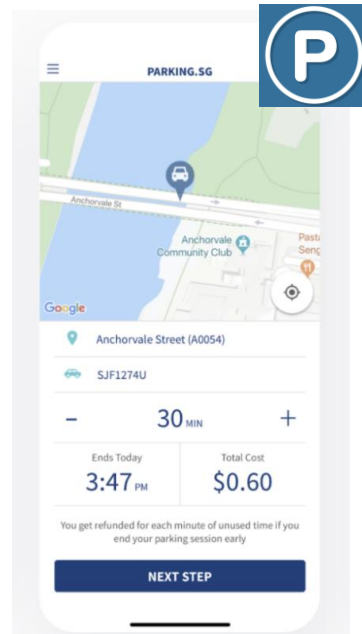 P
PARKING.SG
Anchorvale St
Anchorvale
Community Club
Pasta
Seng
Google
Anchorvale Street (A0054)
SJF1274U
- 30 MIN +
Ends Today
3:47 PM
Total Cost
$0.60
You get refunded for each minute of unused time if you
end your parking session early
NEXT STEP